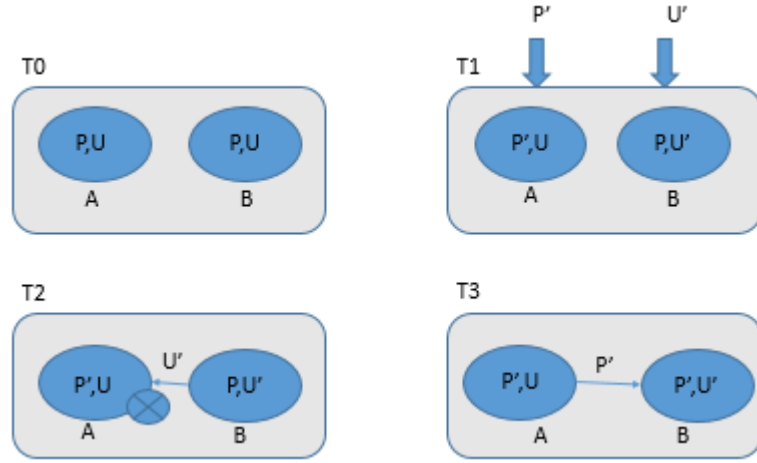 P’ U’
T0 T1
P,U P,U P’,U P,U’
A B A B
T2 T3
U’ P’
P’,U P,U’ P’,U P’,U’
A B A B